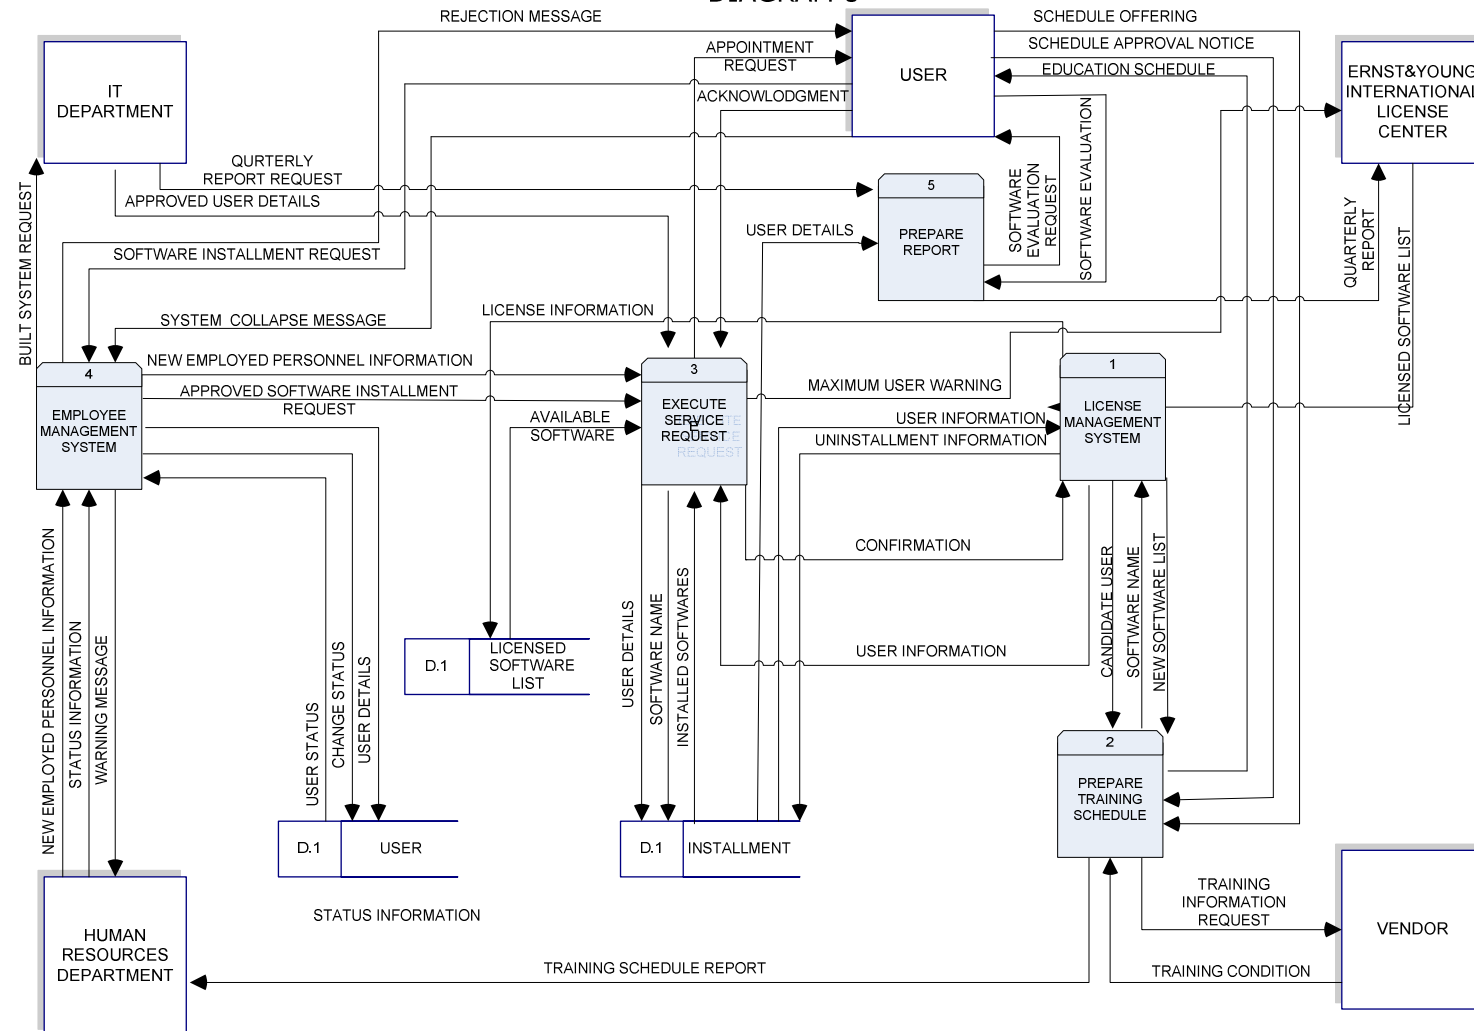 DIAGRAM 0
REJECTION MESSAGE
SCHEDULE OFFERING
APPOINTMENT
REQUEST
SCHEDULE APPROVAL NOTICE
EDUCATION SCHEDULE
USER
IT
DEPARTMENT
ERNST&YOUNG
INTERNATIONAL
LICENSE
CENTER
ACKNOWLODGMENT
QURTERLY
REPORT REQUEST
APPROVED USER DETAILS
BUILT SYSTEM REQUEST
SOFTWARE INSTALLMENT REQUEST
SYSTEM COLLAPSE MESSAGE
USER DETAILS
5
PREPARE
REPORT
SOFTWARE
EVALUATION
REQUEST
SOFTWARE EVALUATION
QUARTERLY
REPORT
LICENSED SOFTWARE LIST
LICENSE INFORMATION
NEW EMPLOYED PERSONNEL INFORMATION
APPROVED SOFTWARE INSTALLMENT
REQUEST
4
EMPLOYEE
MANAGEMENT
SYSTEM
AVAILABLE
SOFTWARE
3
EXECUTE
SERVICE
REQUEST
E
TE
CE
REQUEST
MAXIMUM USER WARNING
USER INFORMATION
UNINSTALLMENT INFORMATION
1
LICENSE
MANAGEMENT
SYSTEM
CONFIRMATION
USER INFORMATION
NEW EMPLOYED PERSONNEL INFORMATION
STATUS INFORMATION
WARNING MESSAGE
USER STATUS
CHANGE STATUS
USER DETAILS
D.1
LICENSED
SOFTWARE
LIST
USER DETAILS
SOFTWARE NAME
INSTALLED SOFTWARES
CANDIDATE USER
SOFTWARE NAME
NEW SOFTWARE LIST
2
PREPARE
TRAINING
SCHEDULE
D.1
USER
D.1
INSTALLMENT
STATUS INFORMATION
HUMAN
RESOURCES
DEPARTMENT
TRAINING SCHEDULE REPORT
TRAINING
INFORMATION
REQUEST
TRAINING CONDITION
VENDOR